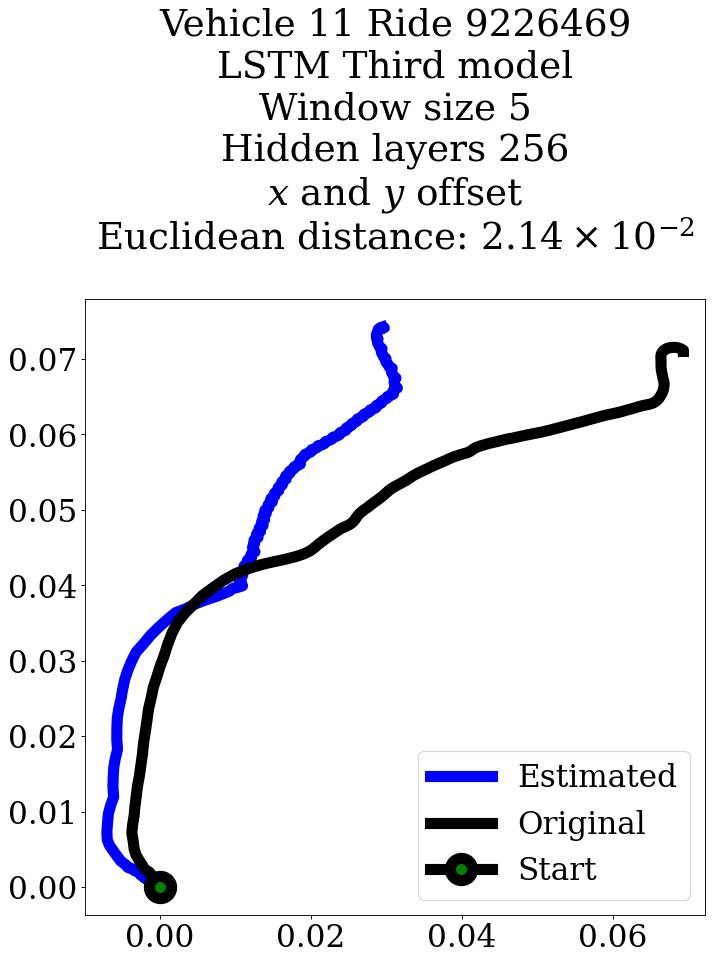 Vehicle 11 Ride 9226469
LSTM Third model
Window size 5
Hidden layers 256
x and y offset
Euclidean distance: 2.14 × 10⁻²
0.07
0.06
0.05
0.04
0.03
0.02
0.01
0.00
Estimated
Original
Start
0.00 0.02 0.04 0.06